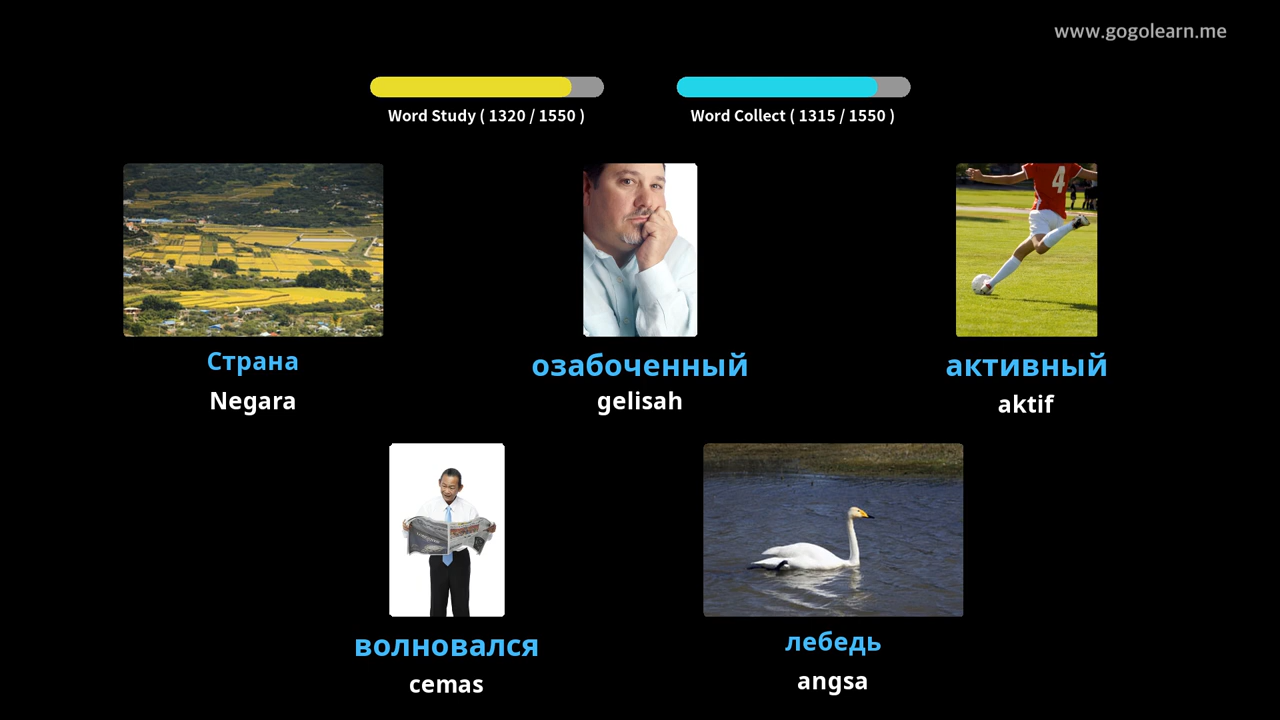 www.gogolearn.me
Word Study ( 1320 / 1550 )
Word Collect ( 1315 / 1550 )
Страна
Negara
озабоченный
gelisah
активный
aktif
4
волновался
cemas
лебедь
angsa